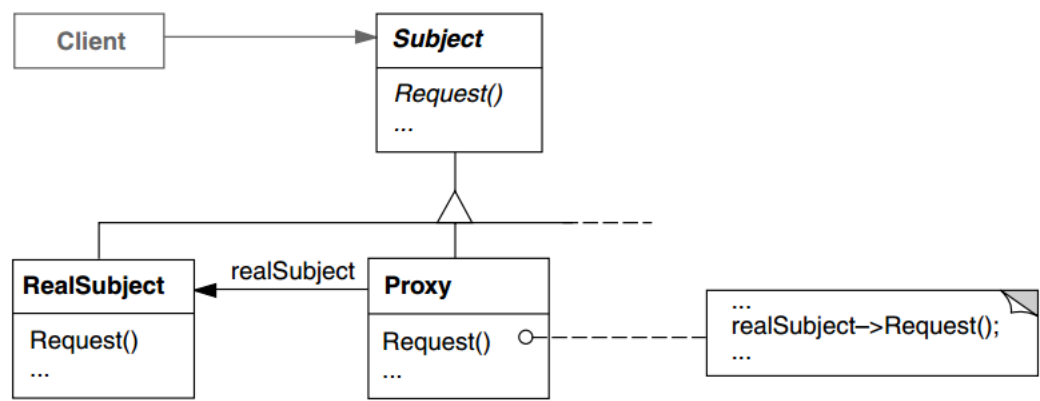 Client
Subject
Request()
...
RealSubject
Request()
...
realSubject
Proxy
Request()
...
...
realSubject–>Request();
...